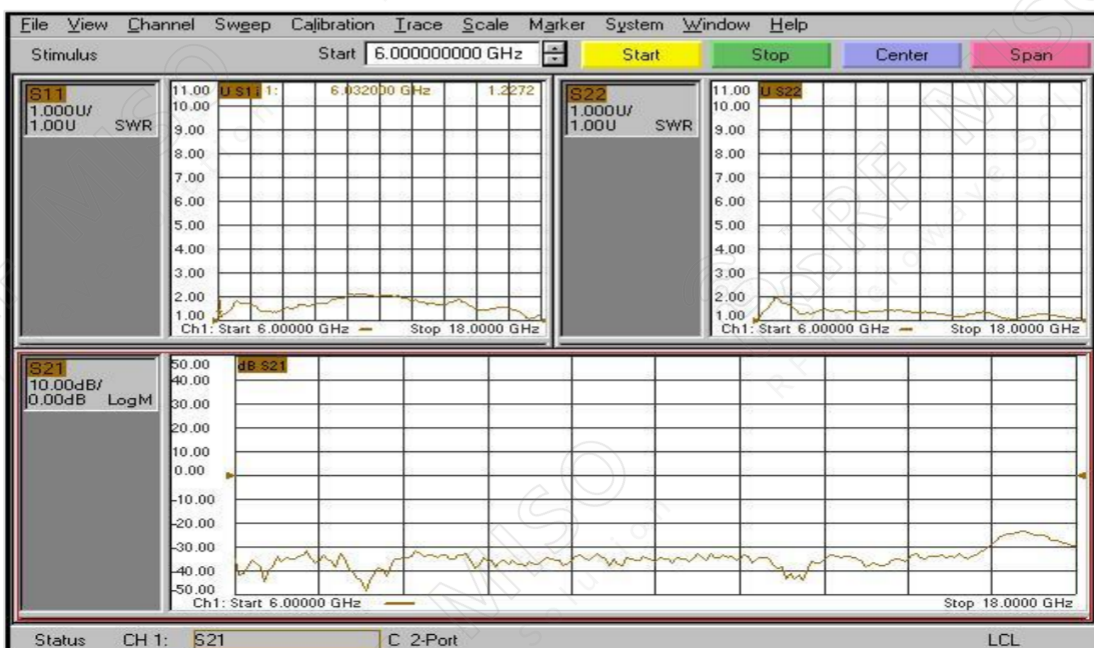 File View Channel Sweep Calibration Trace Scale Marker System Window Help
Stimulus Start 6.000000000 GHz Start Stop Center Span
S11
1.000U/
1.00U SWR
11.00 U S11 1: 6.032000 GHz 1.2272
10.00
9.00
8.00
7.00
6.00
5.00
4.00
3.00
2.00
1.00
Ch1: Start 6.00000 GHz Stop 18.0000 GHz
S22
1.000U/
1.00U SWR
11.00 U S22
10.00
9.00
8.00
7.00
6.00
5.00
4.00
3.00
2.00
1.00
Ch1: Start 6.00000 GHz Stop 18.0000 GHz
S21
10.00dB/
0.00dB LogM
50.00 dB S21
40.00
30.00
20.00
10.00
0.00
-10.00
-20.00
-30.00
-40.00
-50.00
Ch1: Start 6.00000 GHz Stop 18.0000 GHz
Status CH 1: S21 C 2-Port LCL
RF MISO
MISO